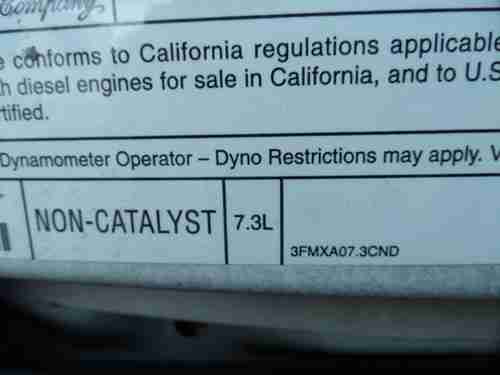 Company
conforms to California regulations applicable
diesel engines for sale in California, and to U.S
Dynamometer Operator – Dyno Restrictions may apply.
NON-CATALYST 7.3L
3FMXA07.3CND